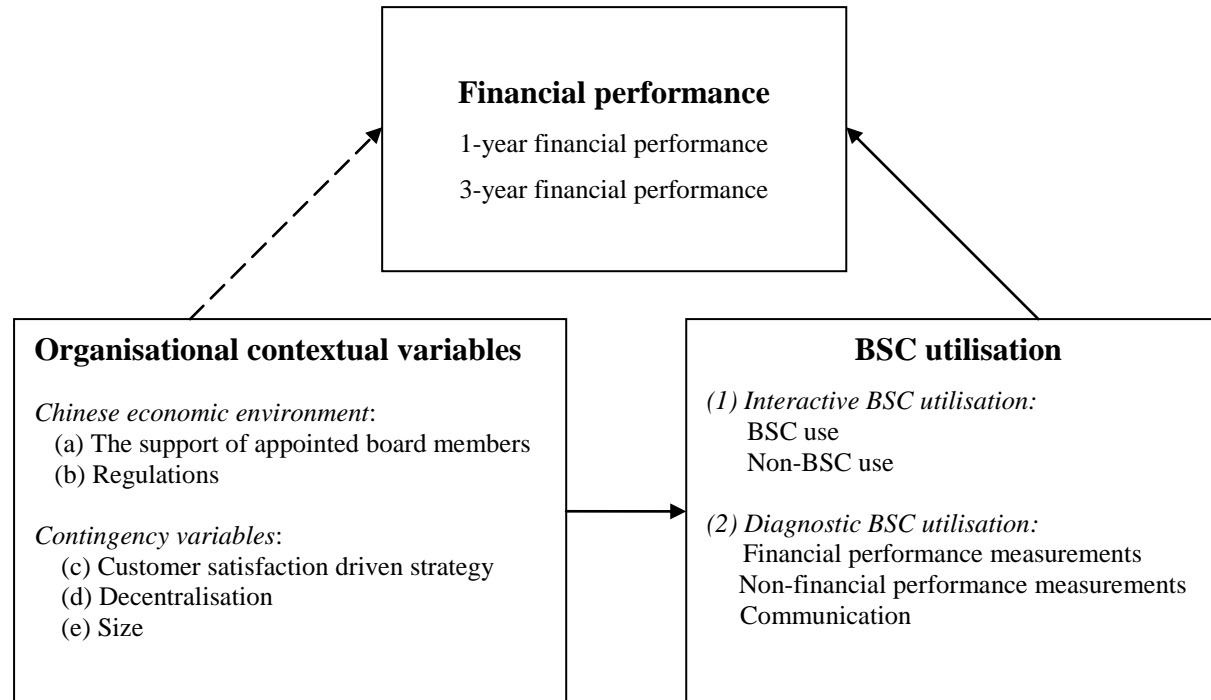 Financial performance
1-year financial performance
3-year financial performance
Organisational contextual variables
Chinese economic environment:
(a) The support of appointed board members
(b) Regulations
Contingency variables:
(c) Customer satisfaction driven strategy
(d) Decentralisation
(e) Size
BSC utilisation
(1) Interactive BSC utilisation:
BSC use
Non-BSC use
(2) Diagnostic BSC utilisation:
Financial performance measurements
Non-financial performance measurements
Communication